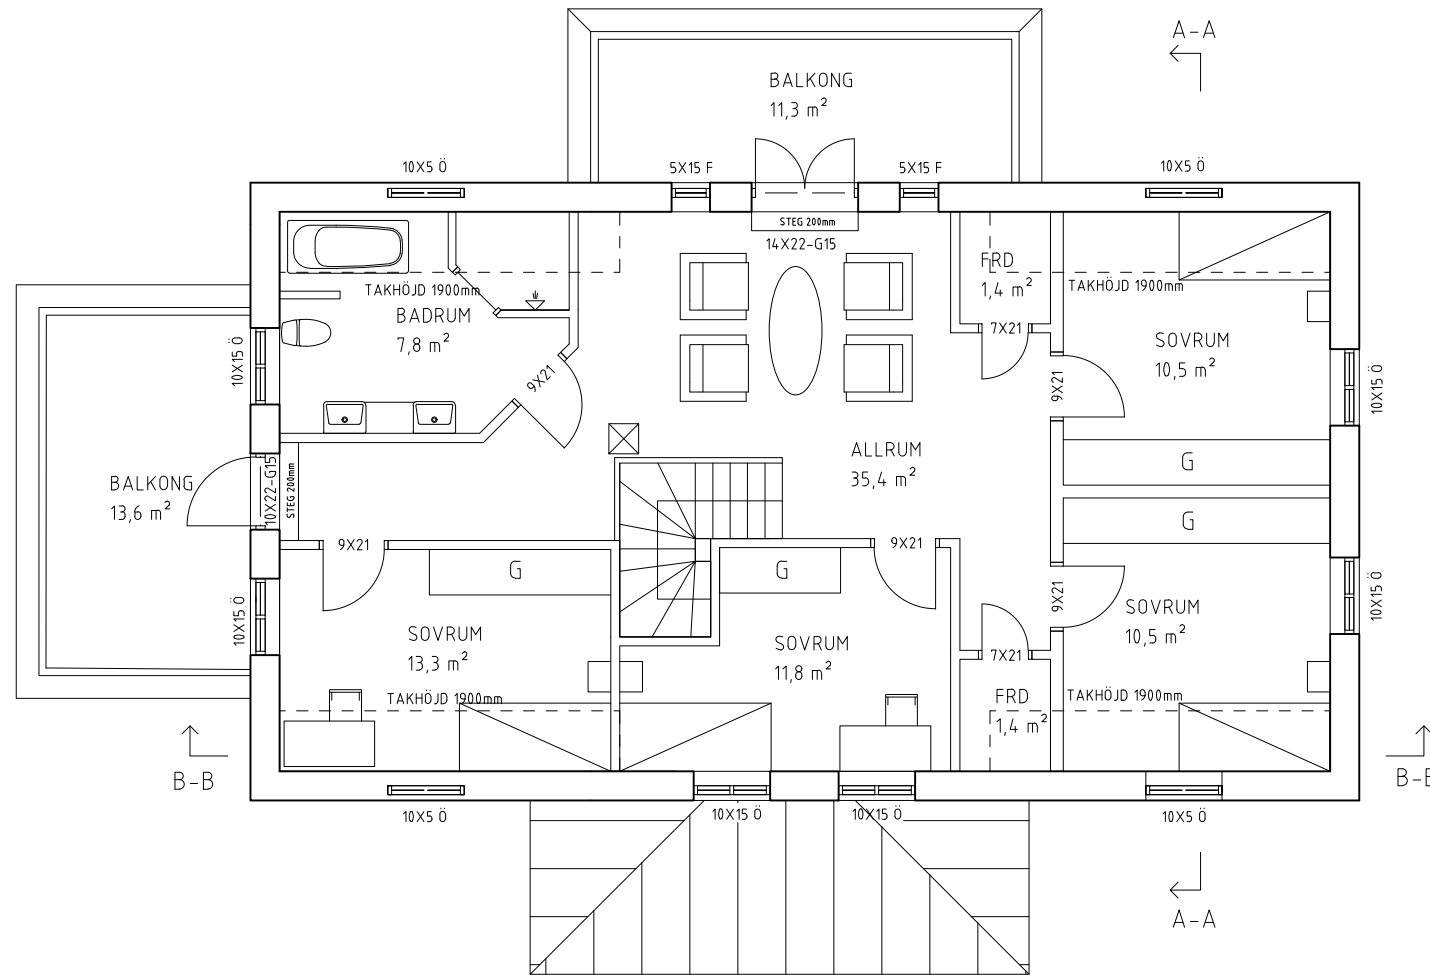 A-A
BALKONG
11,3 m²
10X5 Ö
5X15 F
5X15 F
10X5 Ö
STEG 200mm
14X22-G15
FRD
1,4 m²
TAKHÖJD 1900mm
TAKHÖJD 1900mm
BADRUM
7,8 m²
7X21
SOVRUM
10,5 m²
10X15 Ö
9X21
9X21
10X15 Ö
ALLRUM
35,4 m²
G
BALKONG
13,6 m²
10X22-G15
STEG 200mm
G
9X21
9X21
G
G
9X21
10X15 Ö
10X15 Ö
SOVRUM
13,3 m²
SOVRUM
11,8 m²
SOVRUM
10,5 m²
7X21
TAKHÖJD 1900mm
FRD
1,4 m²
TAKHÖJD 1900mm
B-B
10X5 Ö
10X15 Ö
10X15 Ö
10X5 Ö
A-A